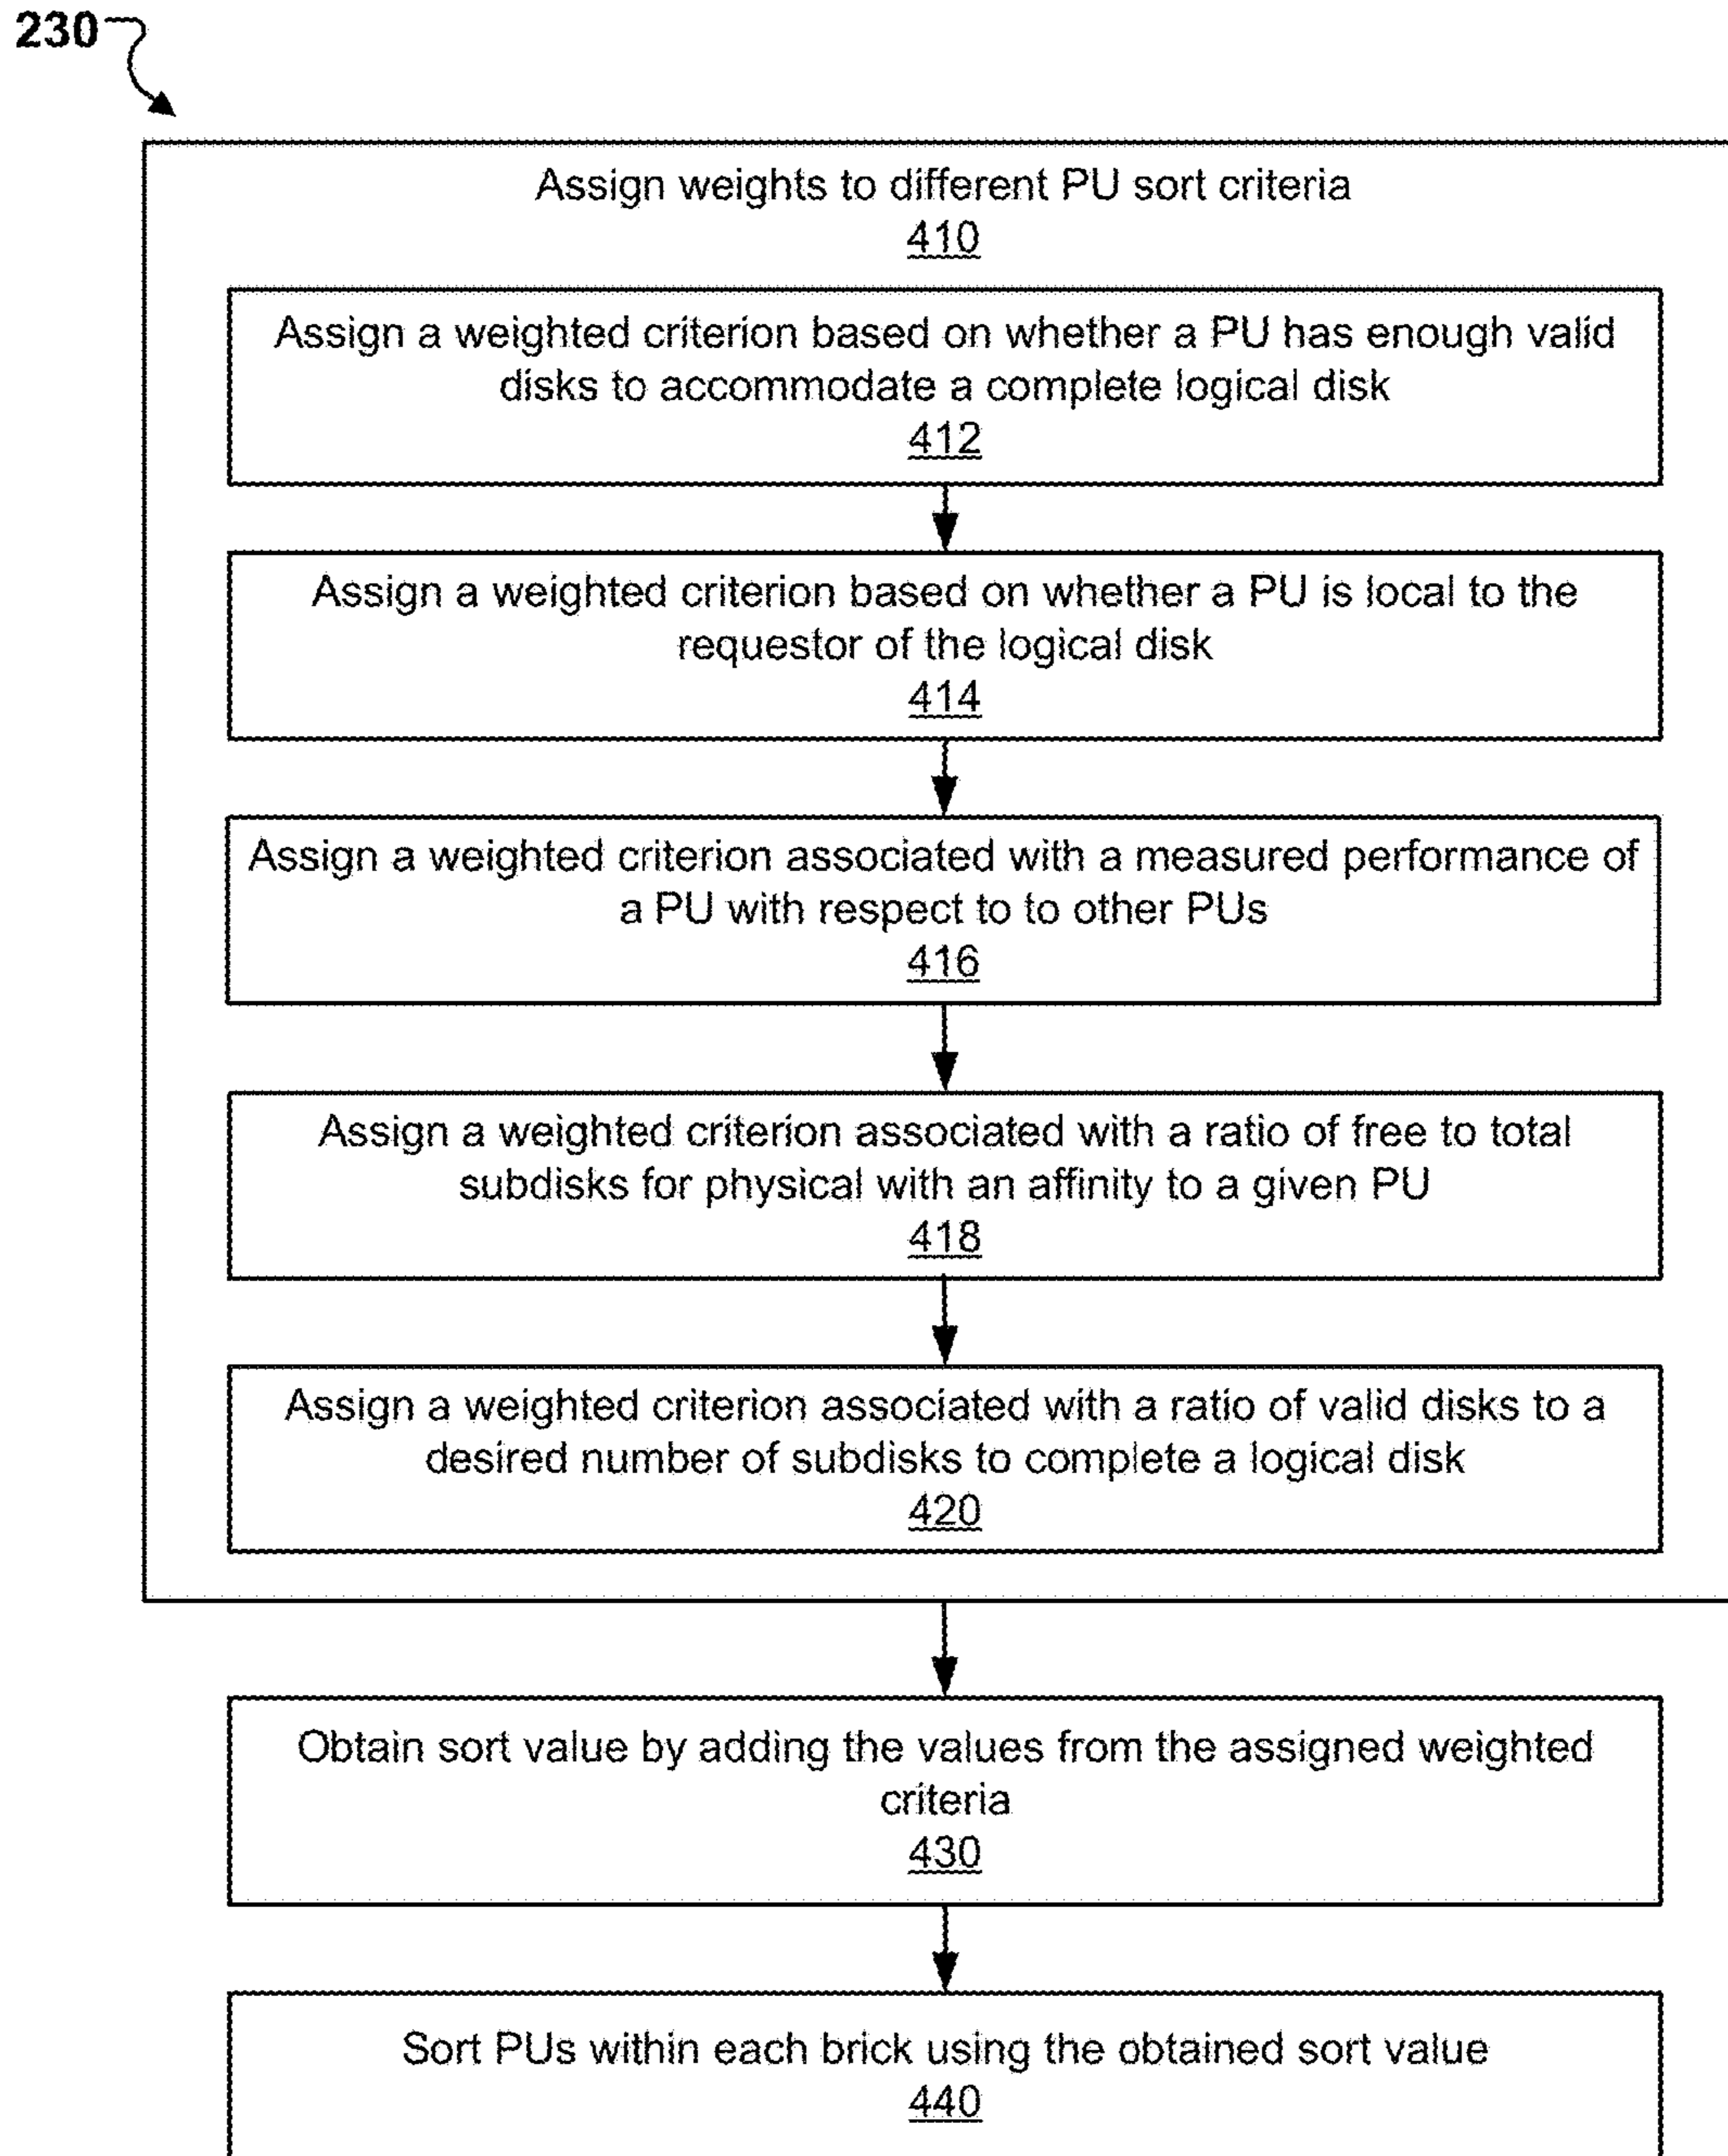 230
Assign weights to different PU sort criteria
410
Assign a weighted criterion based on whether a PU has enough valid
disks to accommodate a complete logical disk
412
Assign a weighted criterion based on whether a PU is local to the
requestor of the logical disk
414
Assign a weighted criterion associated with a measured performance of
a PU with respect to to other PUs
416
Assign a weighted criterion associated with a ratio of free to total
subdisks for physical with an affinity to a given PU
418
Assign a weighted criterion associated with a ratio of valid disks to a
desired number of subdisks to complete a logical disk
420
Obtain sort value by adding the values from the assigned weighted
criteria
430
Sort PUs within each brick using the obtained sort value
440